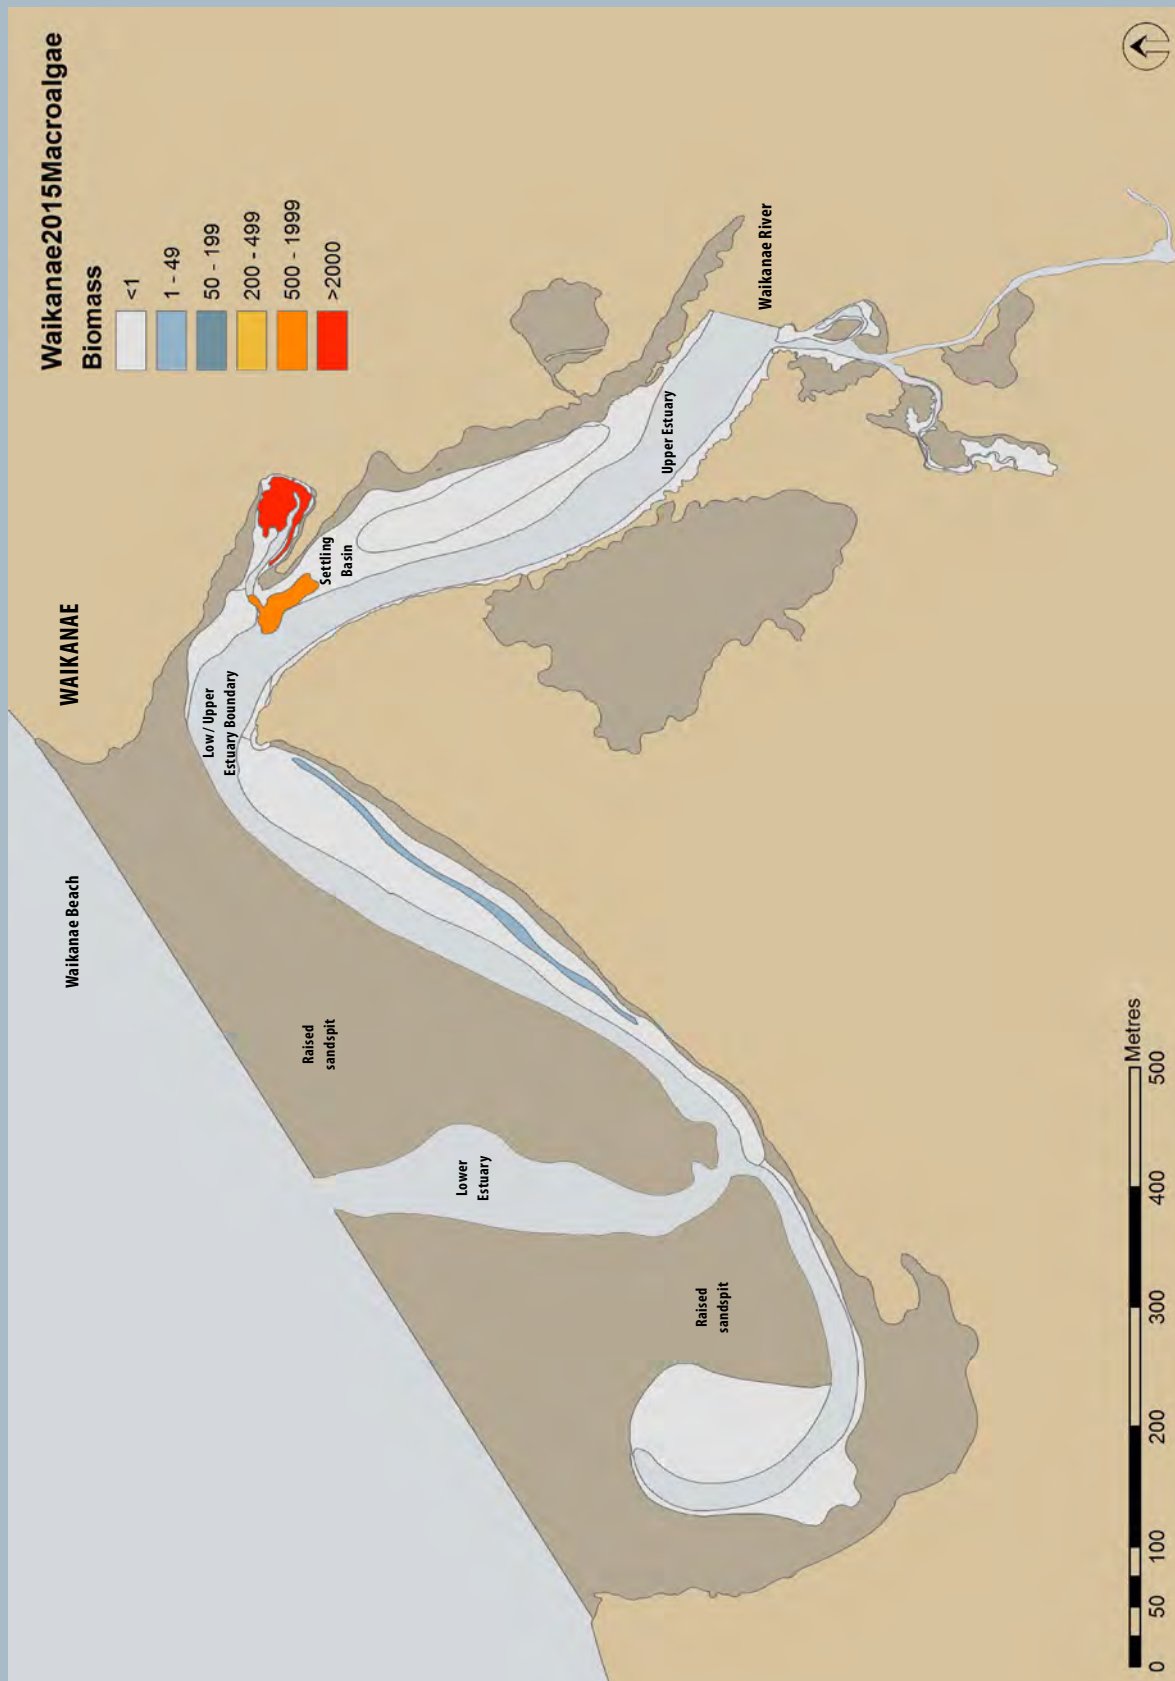 Waikanae2015Macroalgae
Biomass
<1
1 - 49
50 - 199
200 - 499
500 - 1999
>2000
WAIKANAE
Waikanae Beach
Low / Upper
Estuary Boundary
Settling
Basin
Upper Estuary
Waikanae River
Raised
sandspit
Lower
Estuary
Raised
sandspit
0 50 100 200 300 400 500
Metres